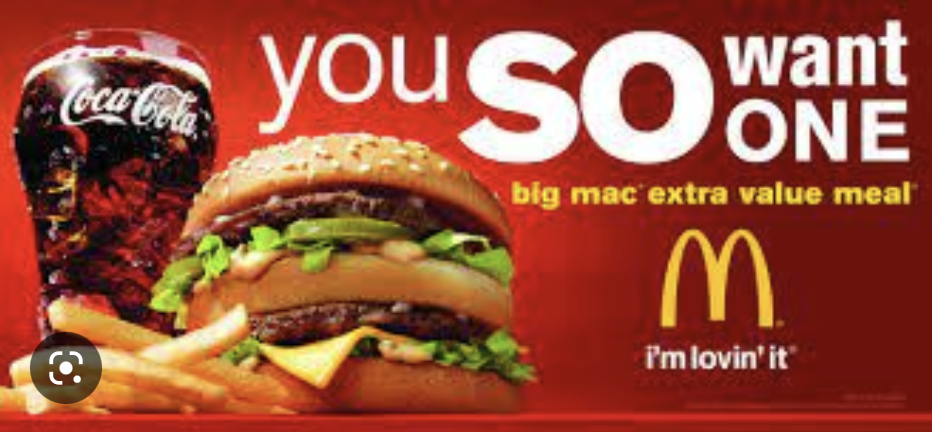 Coca-Cola
you SO want
ONE
big mac extra value meal
i'm lovin' it